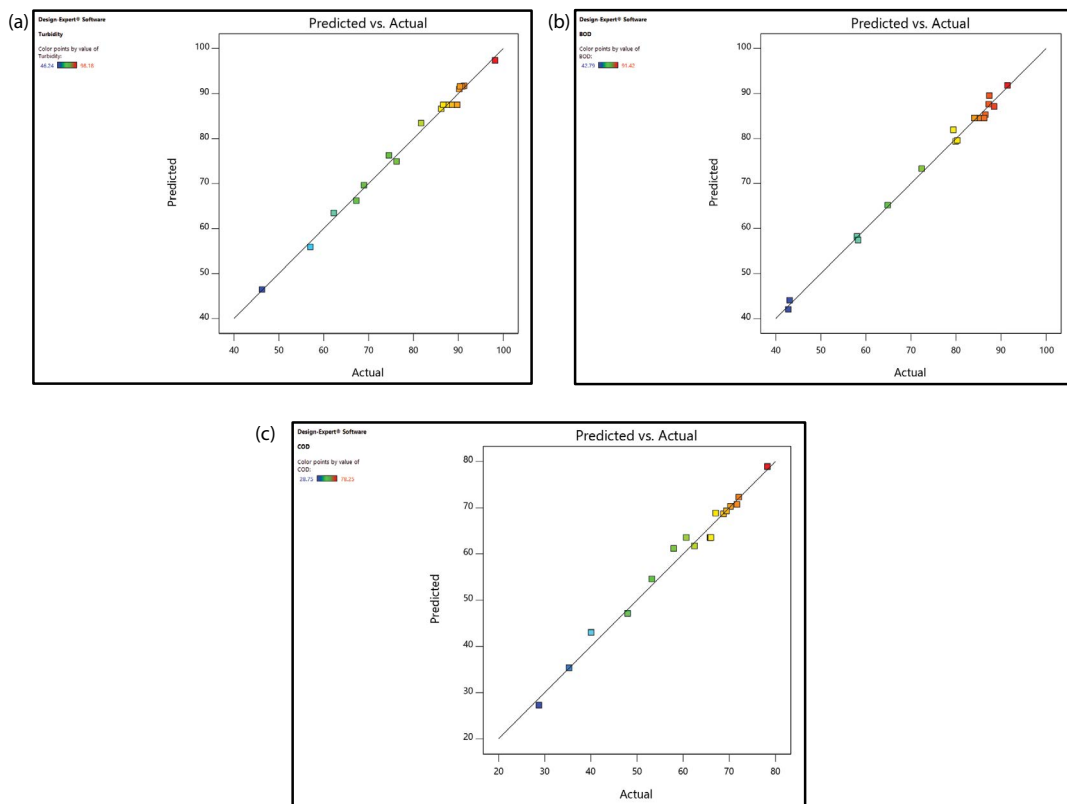 (a)
Design-Expert® Software
Predicted vs. Actual
Turbidity
Color points by value of
Turbidity:
46.24 98.18
100
90
80
70
60
50
40
Predicted
40 50 60 70 80 90 100
Actual
(b)
Design-Expert® Software
Predicted vs. Actual
BOD
Color points by value of
BOD:
42.75 91.42
100
90
80
70
60
50
40
Predicted
40 50 60 70 80 90 100
Actual
(c)
Design-Expert® Software
Predicted vs. Actual
COD
Color points by value of
COD:
28.75 78.25
80
70
60
50
40
30
20
Predicted
20 30 40 50 60 70 80
Actual